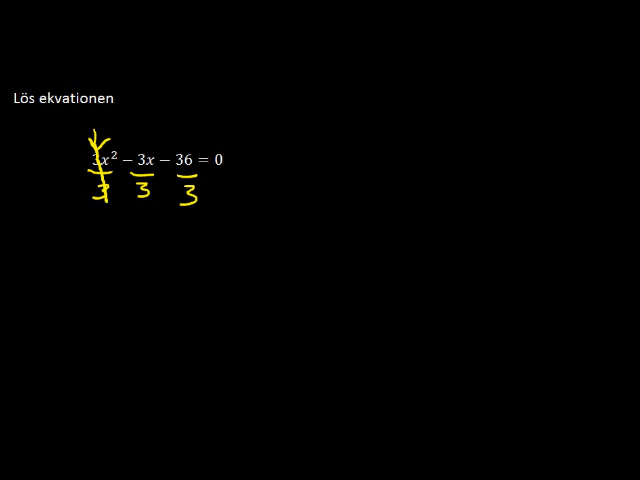 Lös ekvationen
3x² − 3x − 36 = 0
3 3 3